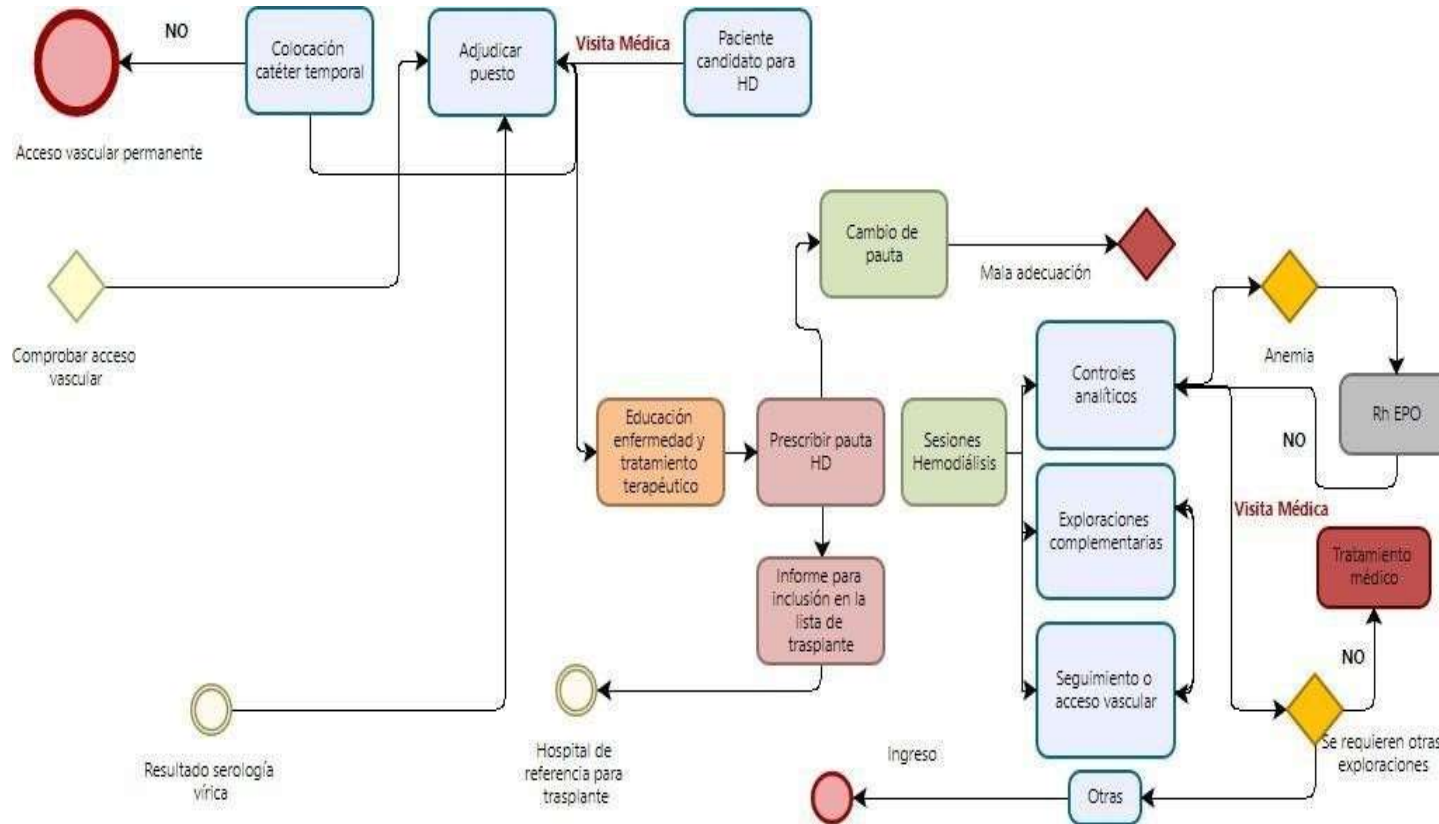 NO
Colocación
catéter temporal
Adjudicar
puesto
Visita Médica
Paciente
candidato para
HD
Acceso vascular permanente
Cambio de
pauta
Mala adecuación
Comprobar acceso
vascular
Anemia
Controles
analíticos
Rh EPO
NO
Educación
enfermedad y
tratamiento
terapéutico
Prescribir pauta
HD
Sesiones
Hemodiálisis
Visita Médica
Exploraciones
complementarias
Tratamiento
médico
Informe para
inclusión en la
lista de
trasplante
NO
Seguimiento o
acceso vascular
Se requieren otras
exploraciones
Resultado serología
vírica
Hospital de
referencia para
trasplante
Ingreso
Otras